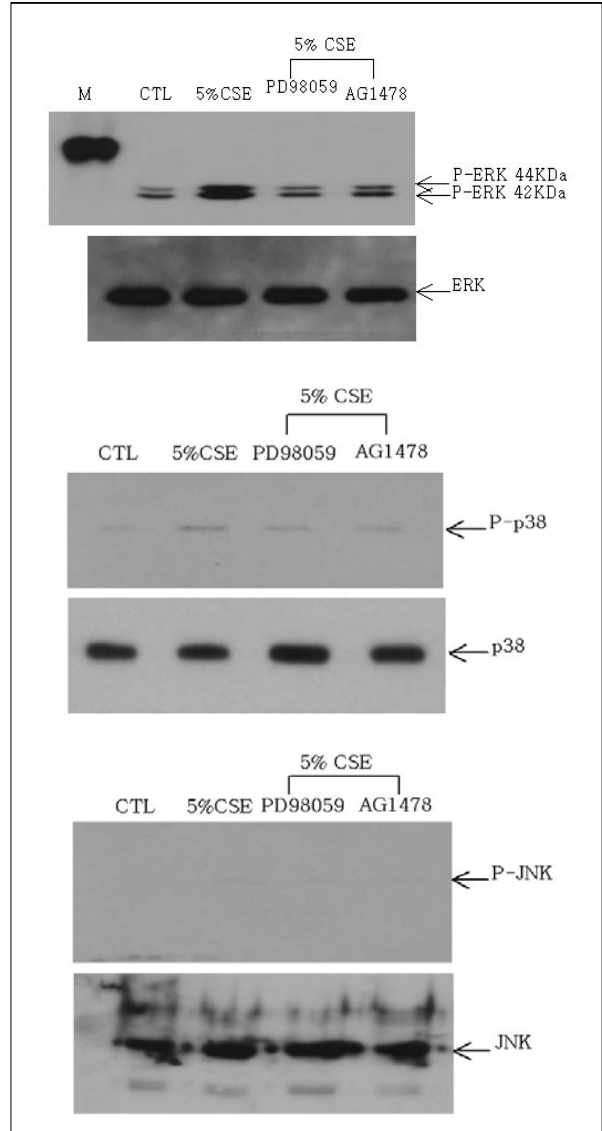 5% CSE
M CTL 5%CSE PD98059 AG1478
P-ERK 44KDa
P-ERK 42KDa
ERK
5% CSE
CTL 5%CSE PD98059 AG1478
P-p38
p38
5% CSE
CTL 5%CSE PD98059 AG1478
P-JNK
JNK